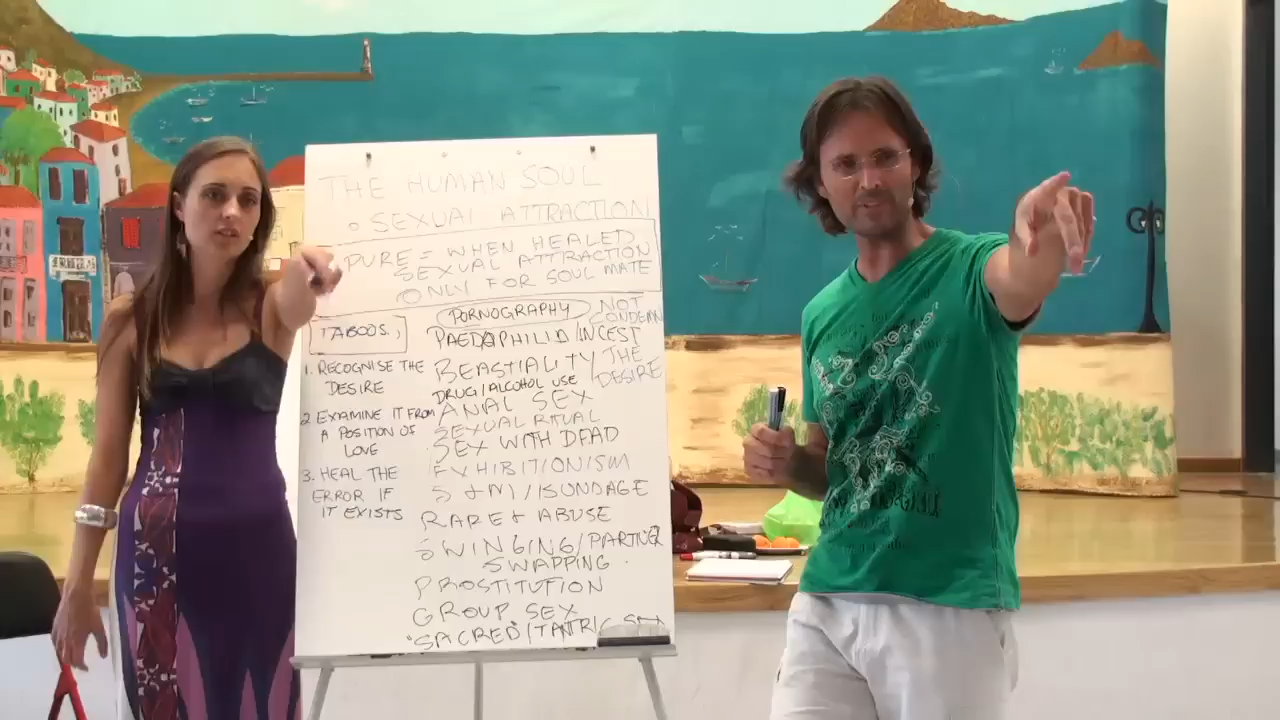 THE HUMAN SOUL
o SEXUAL ATTRACTION
PURE = WHEN HEALED
SEXUAL ATTRACTION
ONLY FOR SOUL MATE
TABOOS.,
1. RECOGNISE THE
DESIRE
2 EXAMINE IT FROM
A POSITION OF
LOVE
3. HEAL THE
ERROR IF
IT EXISTS
PORNOGRAPHY
PAEDOPHILIA/INCEST
BEASTIALITY
DRUG/ALCOHOL USE
ANAL SEX
SEXUAL RITUAL
SEX WITH DEAD
EXHIBITIONISM
S & M/BONDAGE
RAPE & ABUSE
SWINGING/PARTNER
SWAPPING.
PROSTITUTION
GROUP SEX
"SACRED"/TANTRIC SEX
NOT
CONDEMN
THE
DESIRE